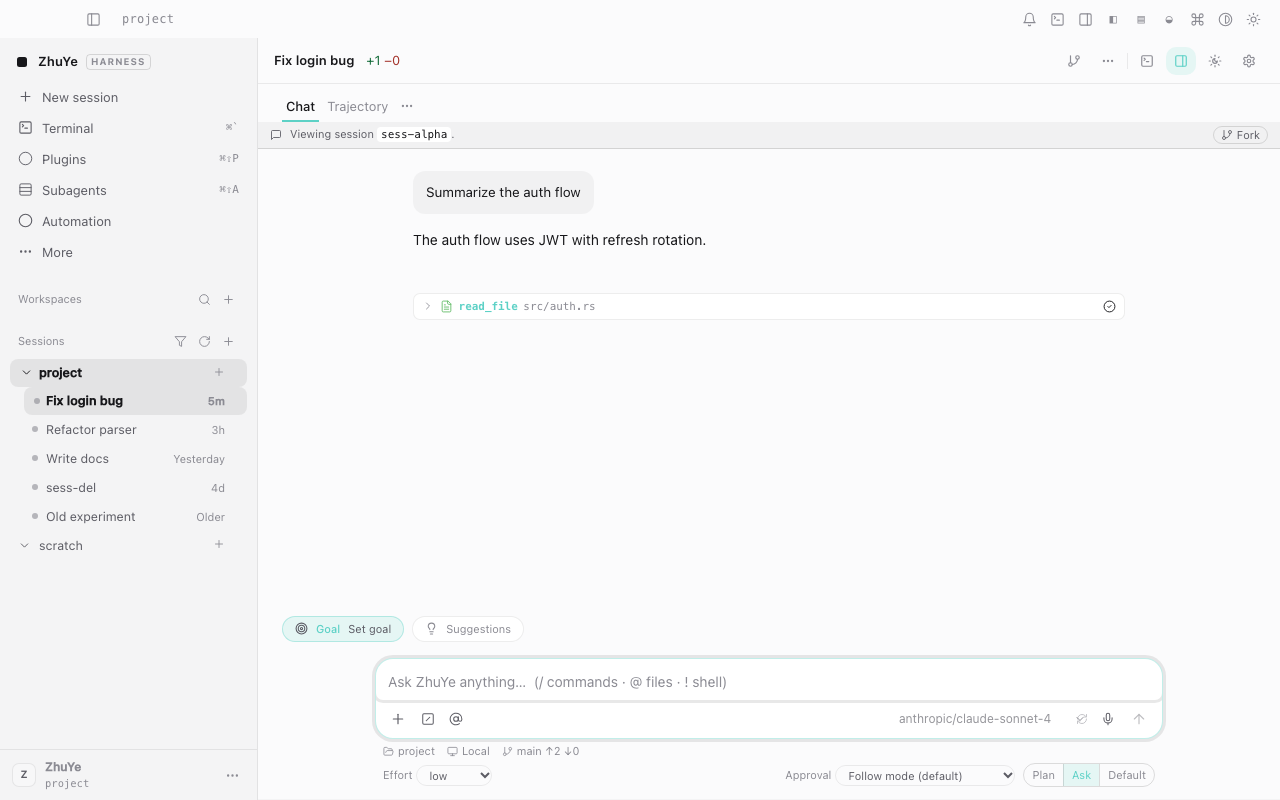 project
ZhuYe HARNESS
Fix login bug +1 −0
New session
Terminal ⌘`
Plugins ⌘⇧P
Subagents ⌘⇧A
Automation
More
Chat Trajectory
Viewing session sess-alpha.
Fork
Summarize the auth flow
The auth flow uses JWT with refresh rotation.
read_file src/auth.rs
Workspaces
Sessions
project
Fix login bug 5m
Refactor parser 3h
Write docs Yesterday
sess-del 4d
Old experiment Older
scratch
Goal Set goal
Suggestions
Ask ZhuYe anything… (/ commands · @ files · ! shell)
anthropic/claude-sonnet-4
project Local main ↑2 ↓0
Effort low
Approval Follow mode (default) Plan Ask Default
Z ZhuYe
project